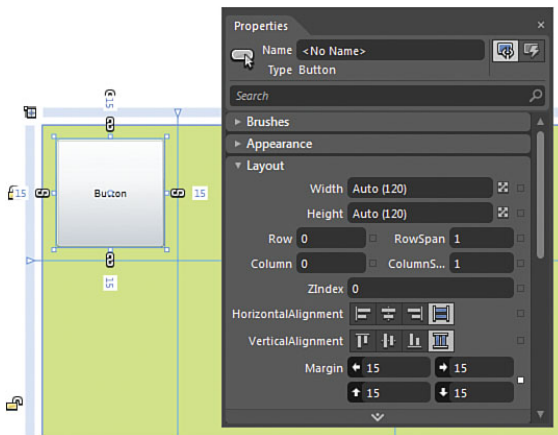 Properties
Name <No Name>
Type Button
Search
Brushes
Appearance
Layout
Width Auto (120)
Height Auto (120)
Row 0 RowSpan 1
Column 0 ColumnS... 1
ZIndex 0
HorizontalAlignment
VerticalAlignment
Margin 15 15
15 15
15
15 Button 15
15